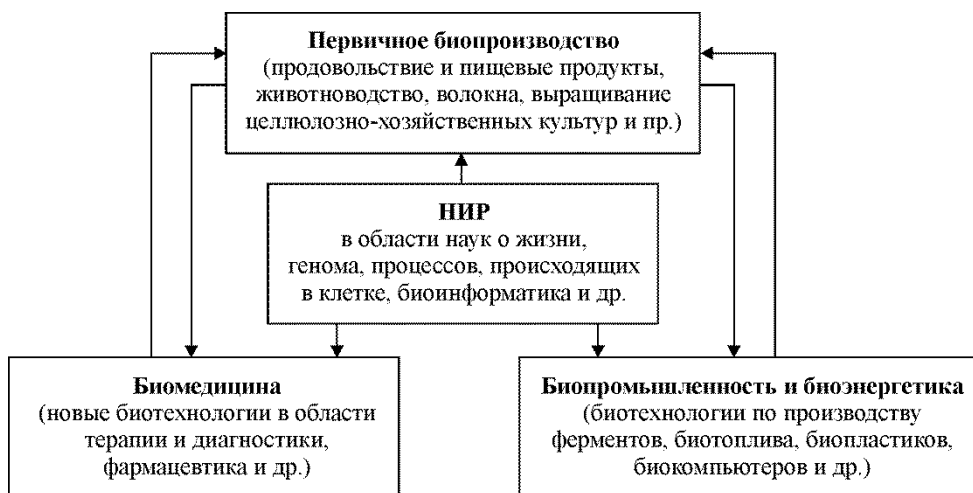 Первичное биопроизводство
(продовольствие и пищевые продукты,
животноводство, волокна, выращивание
целлюлозно-хозяйственных культур и пр.)
НИР
в области наук о жизни,
генома, процессов, происходящих
в клетке, биоинформатика и др.
Биомедицина
(новые биотехнологии в области
терапии и диагностики,
фармацевтика и др.)
Биопромышленность и биоэнергетика
(биотехнологии по производству
ферментов, биотоплива, биопластиков,
биокомпьютеров и др.)